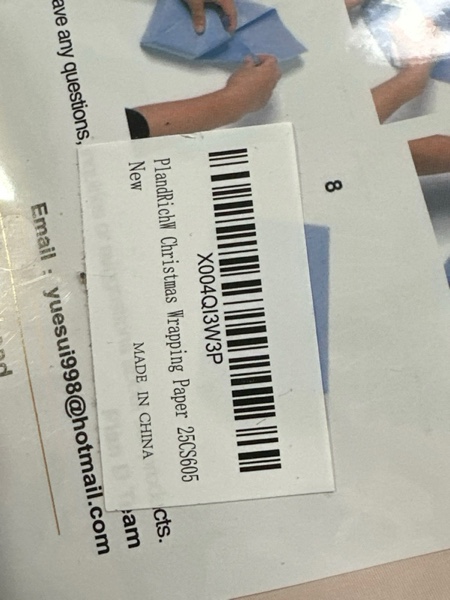 ave any questions,
Email : yuesui998@hotmail.com
8
X004QI3W3P
PlandRichW Christmas Wrapping Paper 25CS605
New
MADE IN CHINA
cts.
am